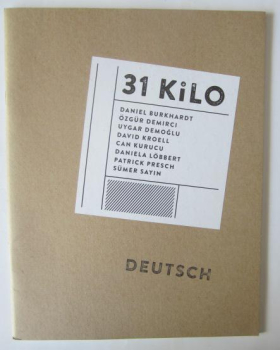 31 KiLO
DANIEL BURKHARDT
ÖZGÜR DEMIRCI
UYGAR DEMOĞLU
DAVID KROELL
CAN KURUCU
DANIELA LÖBBERT
PATRICK PRESCH
SÜMER SAYIN
DEUTSCH